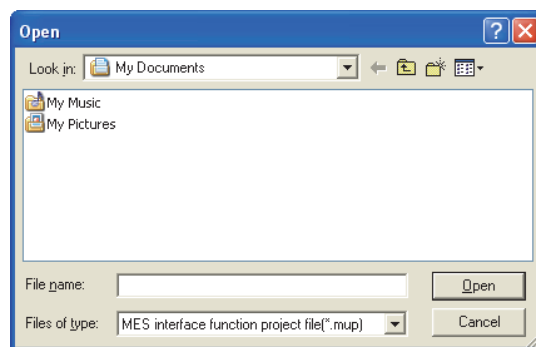 Open
Look in: My Documents
My Music
My Pictures
File name:
Open
Files of type: MES interface function project file(*.mup)
Cancel